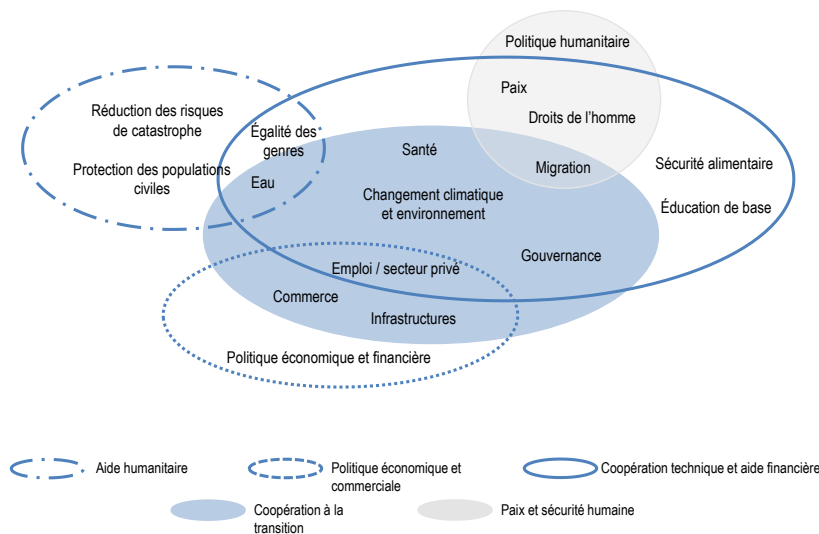 Politique humanitaire
Paix
Réduction des risques
de catastrophe
Droits de l’homme
Égalité des
genres
Santé
Protection des populations
civiles
Migration
Sécurité alimentaire
Eau
Changement climatique
et environnement
Éducation de base
Gouvernance
Emploi / secteur privé
Commerce
Infrastructures
Politique économique et financière
Aide humanitaire
Politique économique et
commerciale
Coopération technique et aide financière
Coopération à la
transition
Paix et sécurité humaine